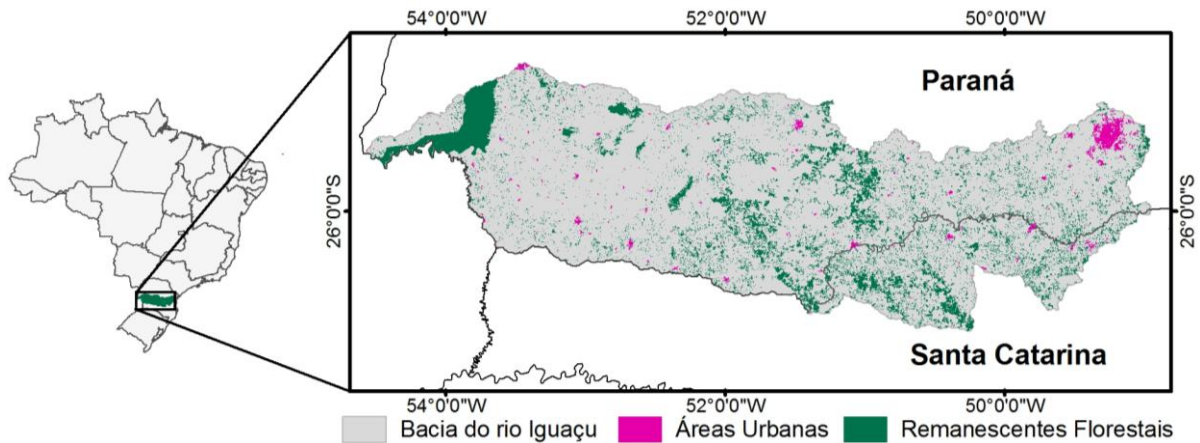 54°0'0"W 52°0'0"W 50°0'0"W
Paraná
26°0'0"S 26°0'0"S
Santa Catarina
54°0'0"W 52°0'0"W 50°0'0"W
Bacia do rio Iguaçu Áreas Urbanas Remanescentes Florestais